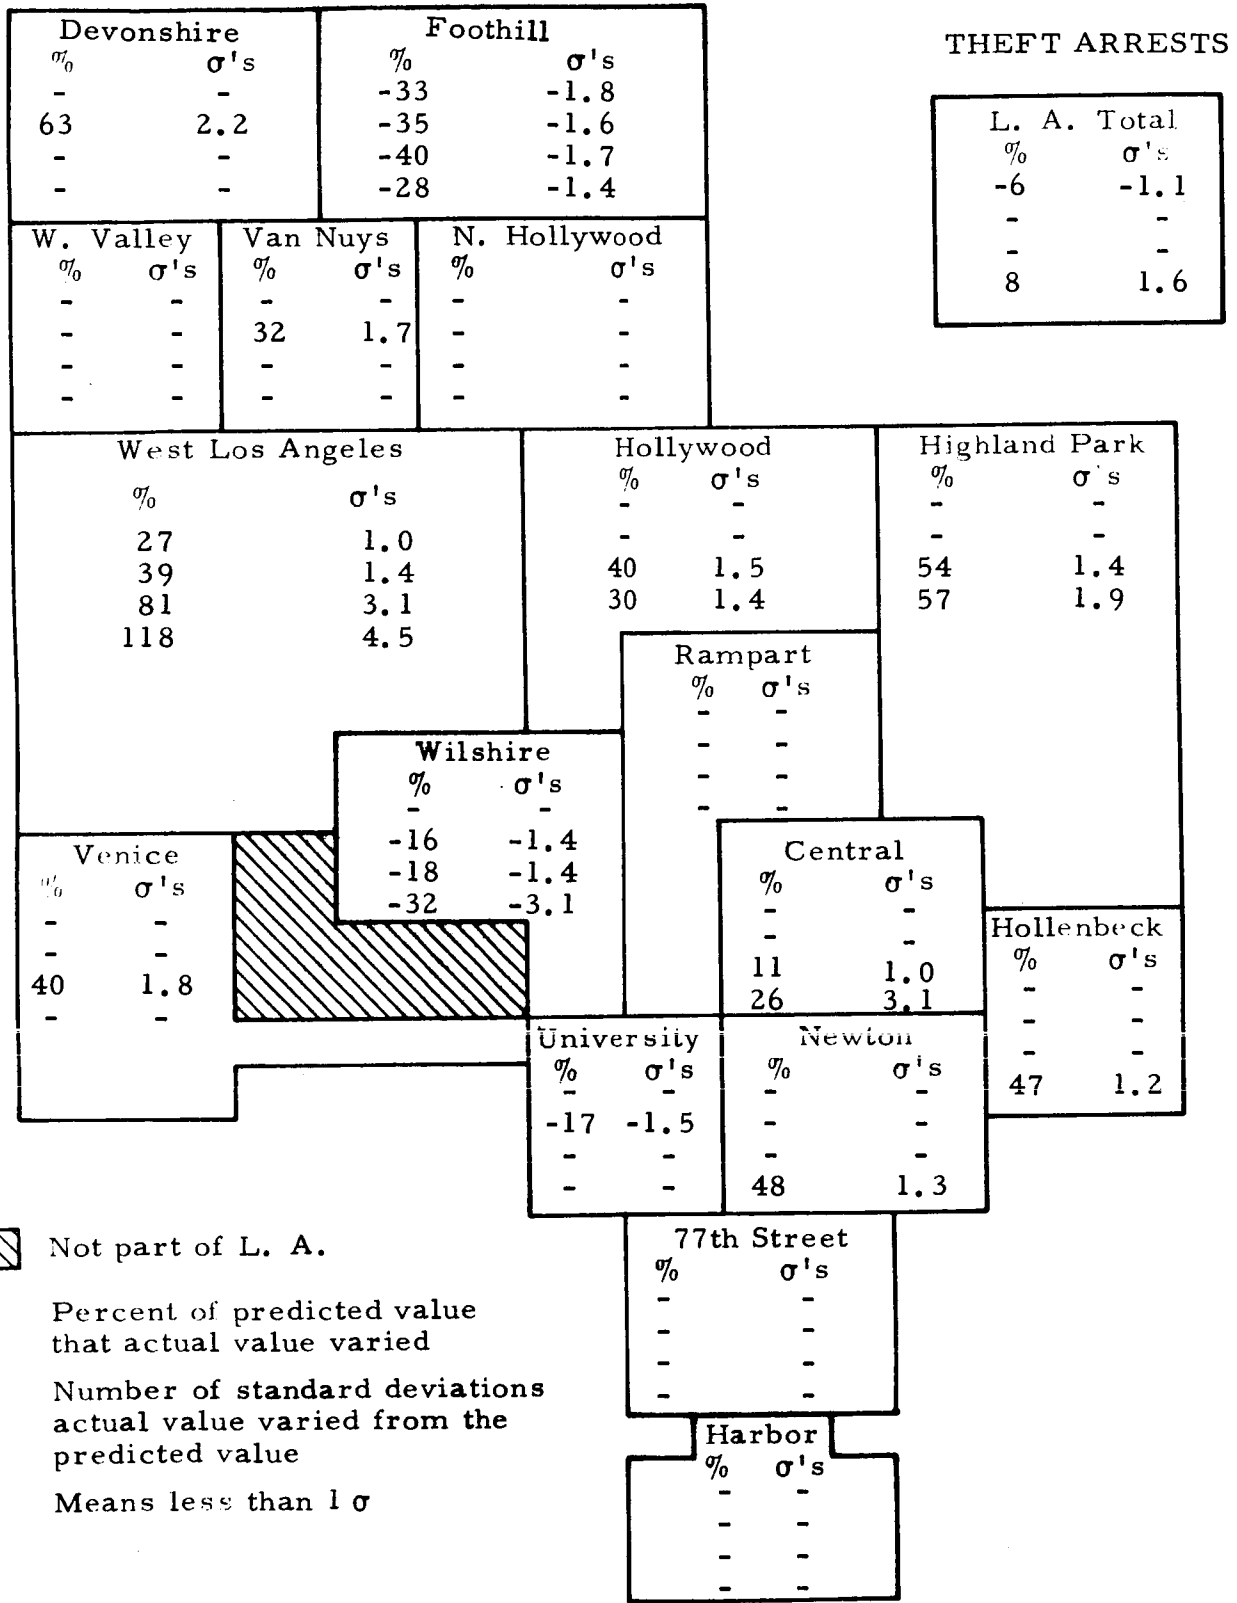 THEFT ARRESTS
Devonshire
% σ's
- -
63 2.2
- -
- -
Foothill
% σ's
-33 -1.8
-35 -1.6
-40 -1.7
-28 -1.4
L. A. Total
% σ's
-6 -1.1
- -
- -
8 1.6
W. Valley
% σ's
- -
- -
- -
- -
Van Nuys
% σ's
- -
32 1.7
- -
- -
N. Hollywood
% σ's
- -
- -
- -
- -
West Los Angeles
% σ's
27 1.0
39 1.4
81 3.1
118 4.5
Hollywood
% σ's
- -
- -
40 1.5
30 1.4
Highland Park
% σ's
- -
- -
54 1.4
57 1.9
Rampart
% σ's
- -
- -
- -
- -
Wilshire
% σ's
- -
-16 -1.4
-18 -1.4
-32 -3.1
Venice
% σ's
- -
- -
40 1.8
- -
Central
% σ's
- -
- -
11 1.0
26 3.1
Hollenbeck
% σ's
- -
- -
- -
47 1.2
University
% σ's
- -
-17 -1.5
- -
- -
Newton
% σ's
- -
- -
- -
48 1.3
77th Street
% σ's
- -
- -
- -
- -
Harbor
% σ's
- -
- -
- -
- -
Not part of L. A.
Percent of predicted value
that actual value varied
Number of standard deviations
actual value varied from the
predicted value
Means less than 1 σ